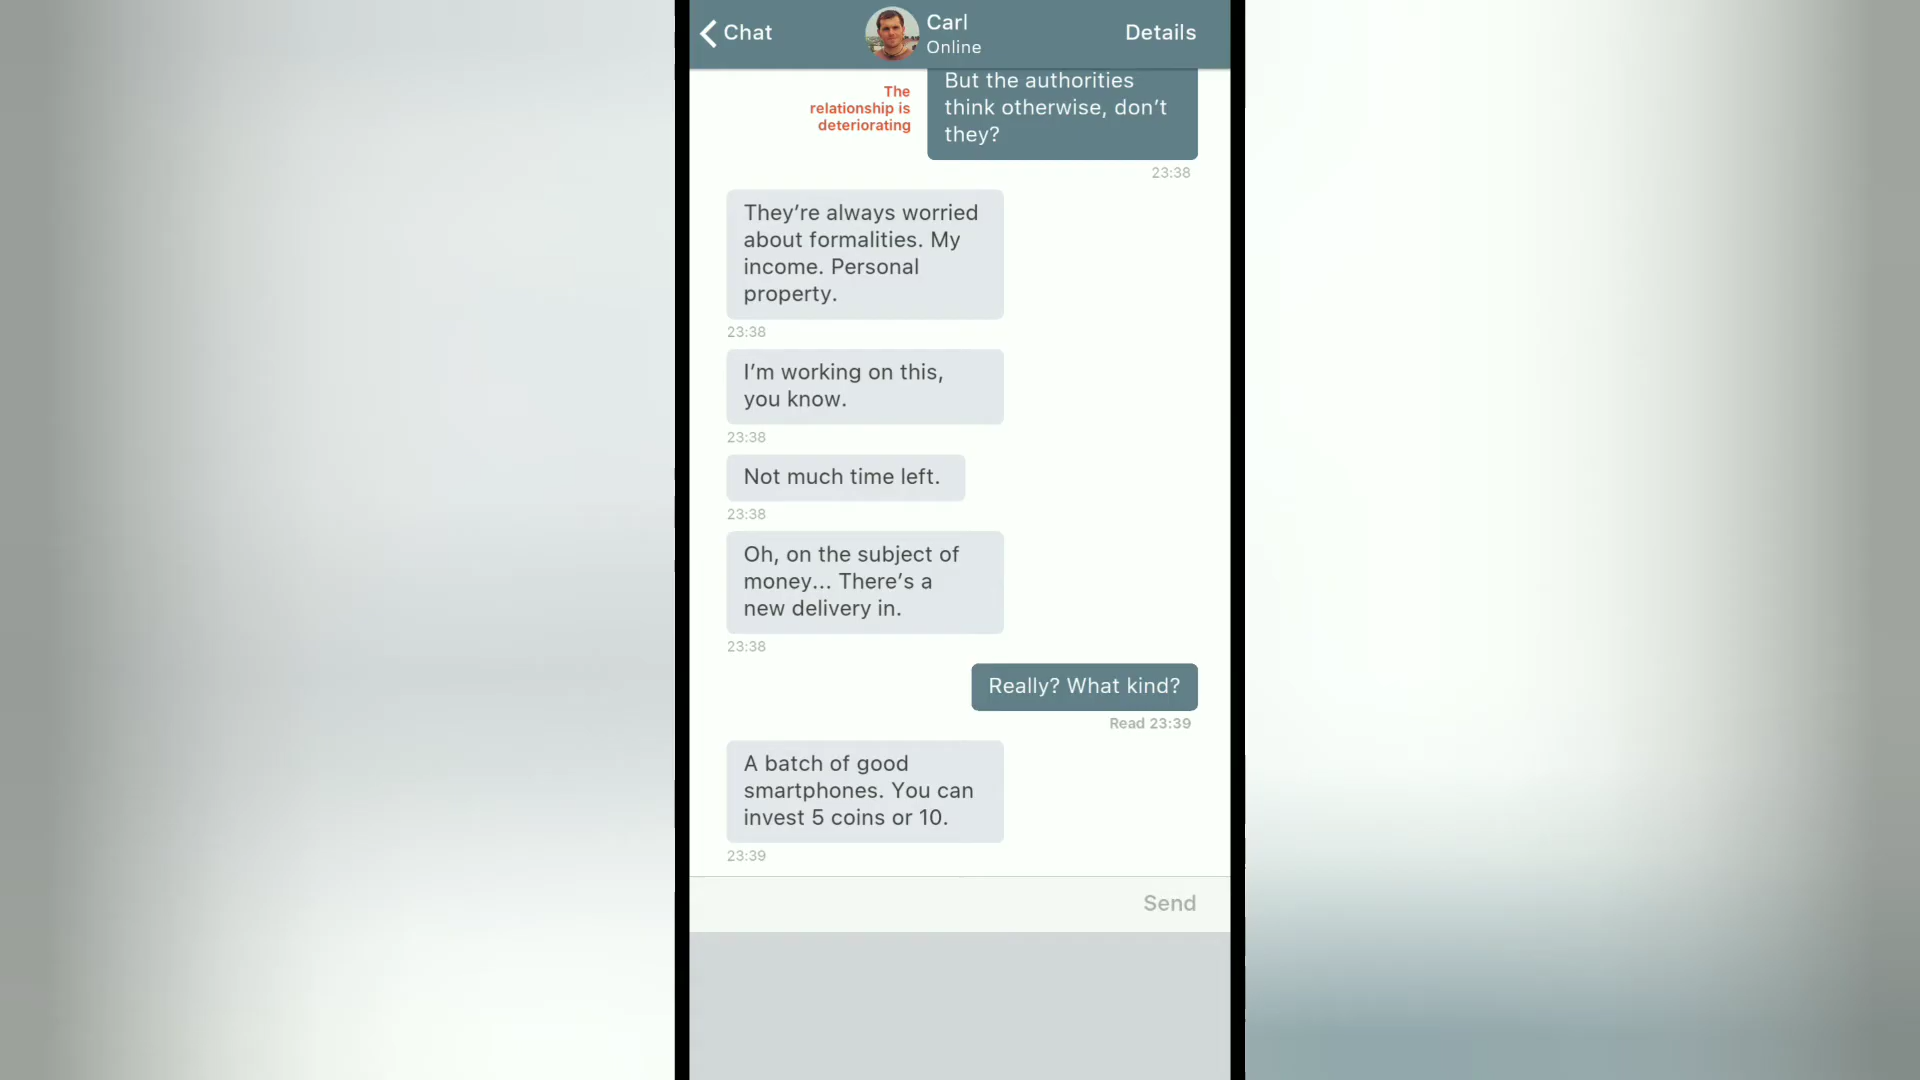 Chat
Carl
Online
Details
The
relationship is
deteriorating
But the authorities
think otherwise, don’t
they?
23:38
They’re always worried
about formalities. My
income. Personal
property.
23:38
I’m working on this,
you know.
23:38
Not much time left.
23:38
Oh, on the subject of
money... There’s a
new delivery in.
23:38
Really? What kind?
Read 23:39
A batch of good
smartphones. You can
invest 5 coins or 10.
23:39
Send